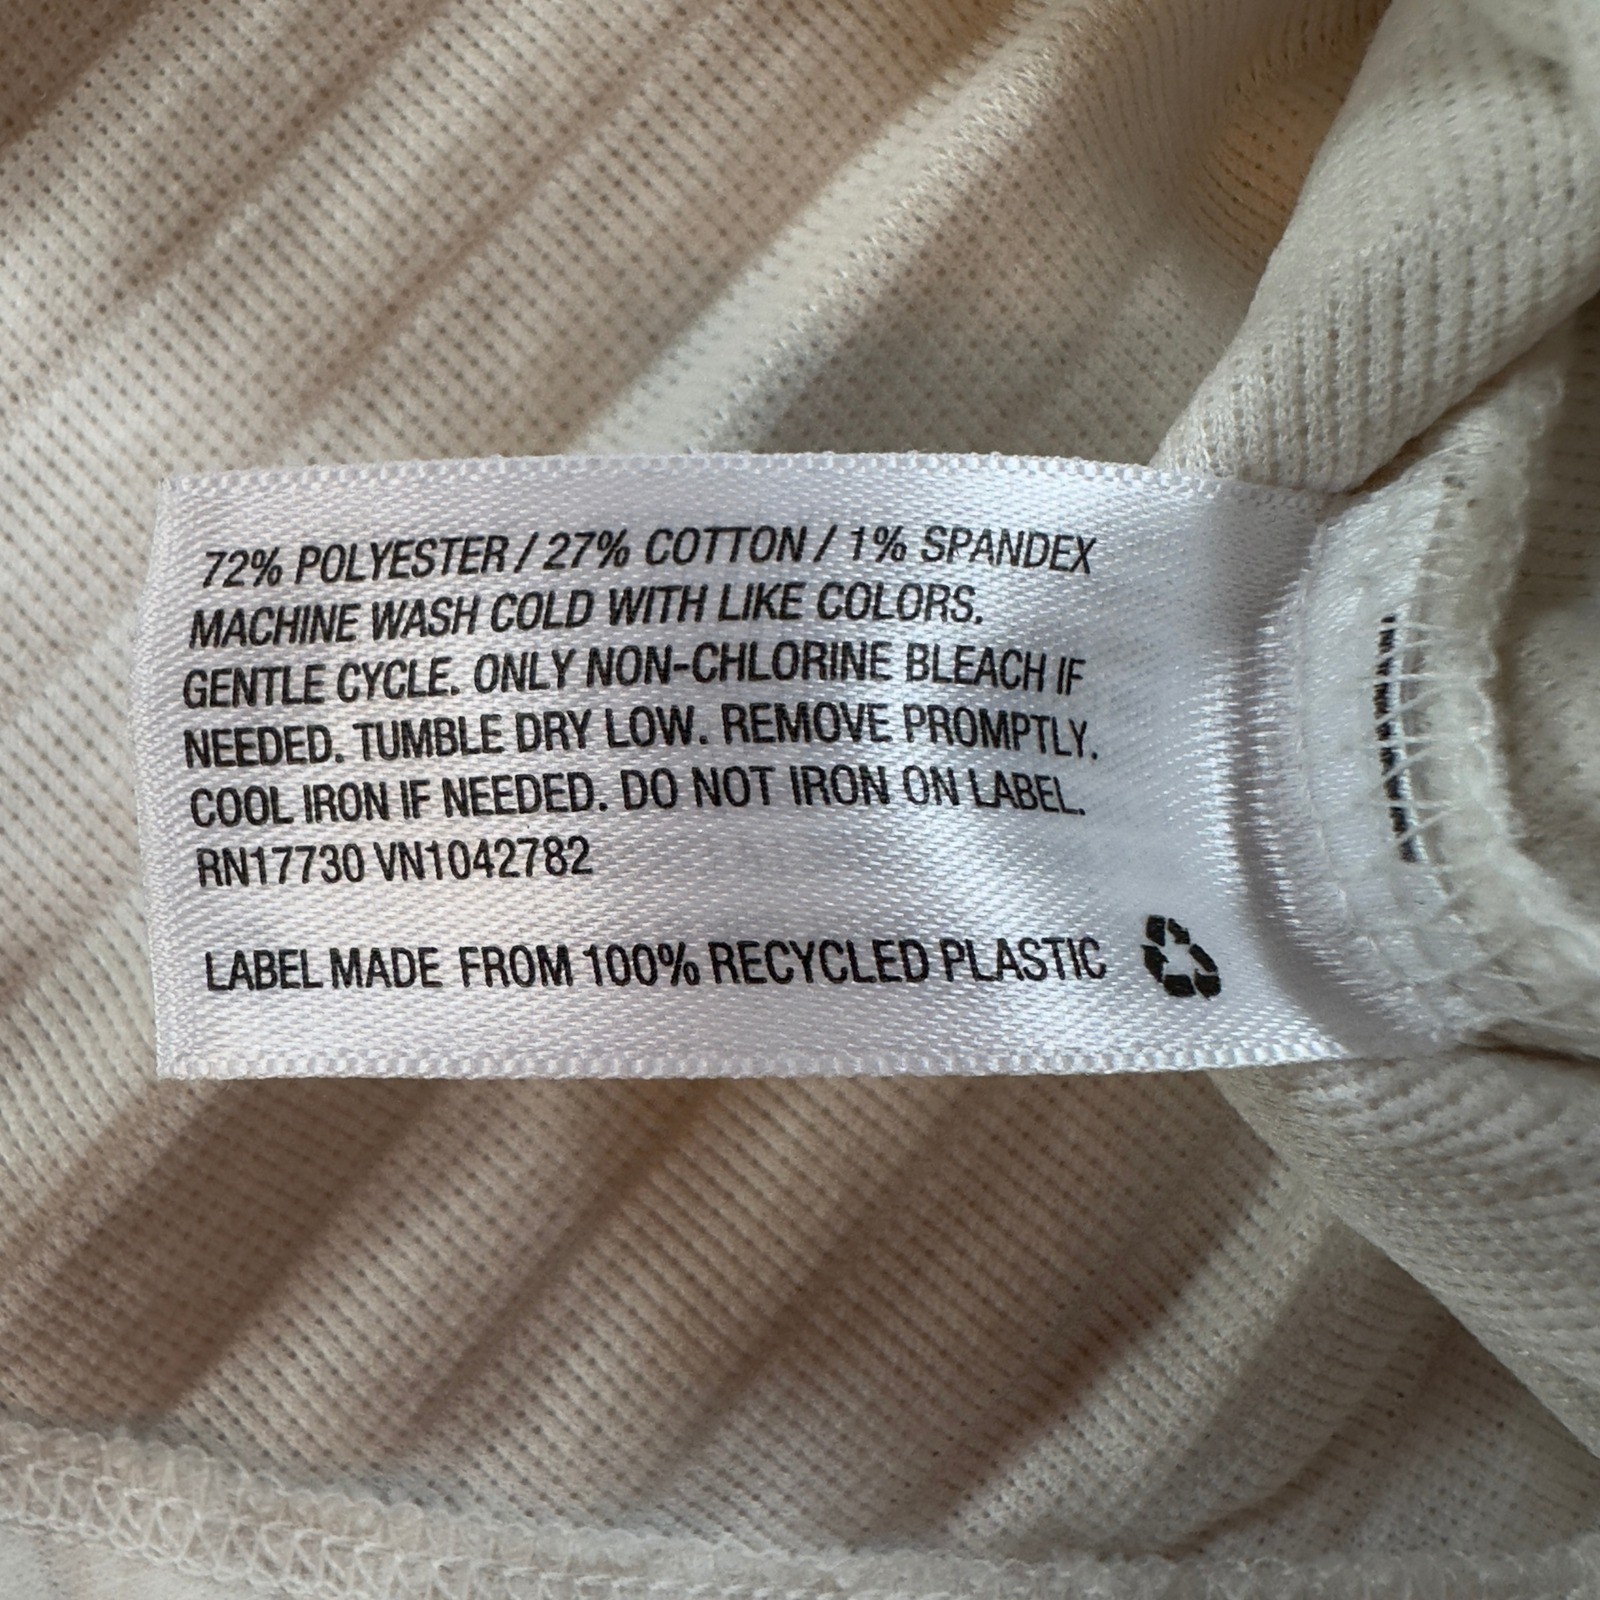 72% POLYESTER / 27% COTTON / 1% SPANDEX
MACHINE WASH COLD WITH LIKE COLORS.
GENTLE CYCLE. ONLY NON-CHLORINE BLEACH IF
NEEDED. TUMBLE DRY LOW. REMOVE PROMPTLY.
COOL IRON IF NEEDED. DO NOT IRON ON LABEL.
RN17730 VN1042782
LABEL MADE FROM 100% RECYCLED PLASTIC